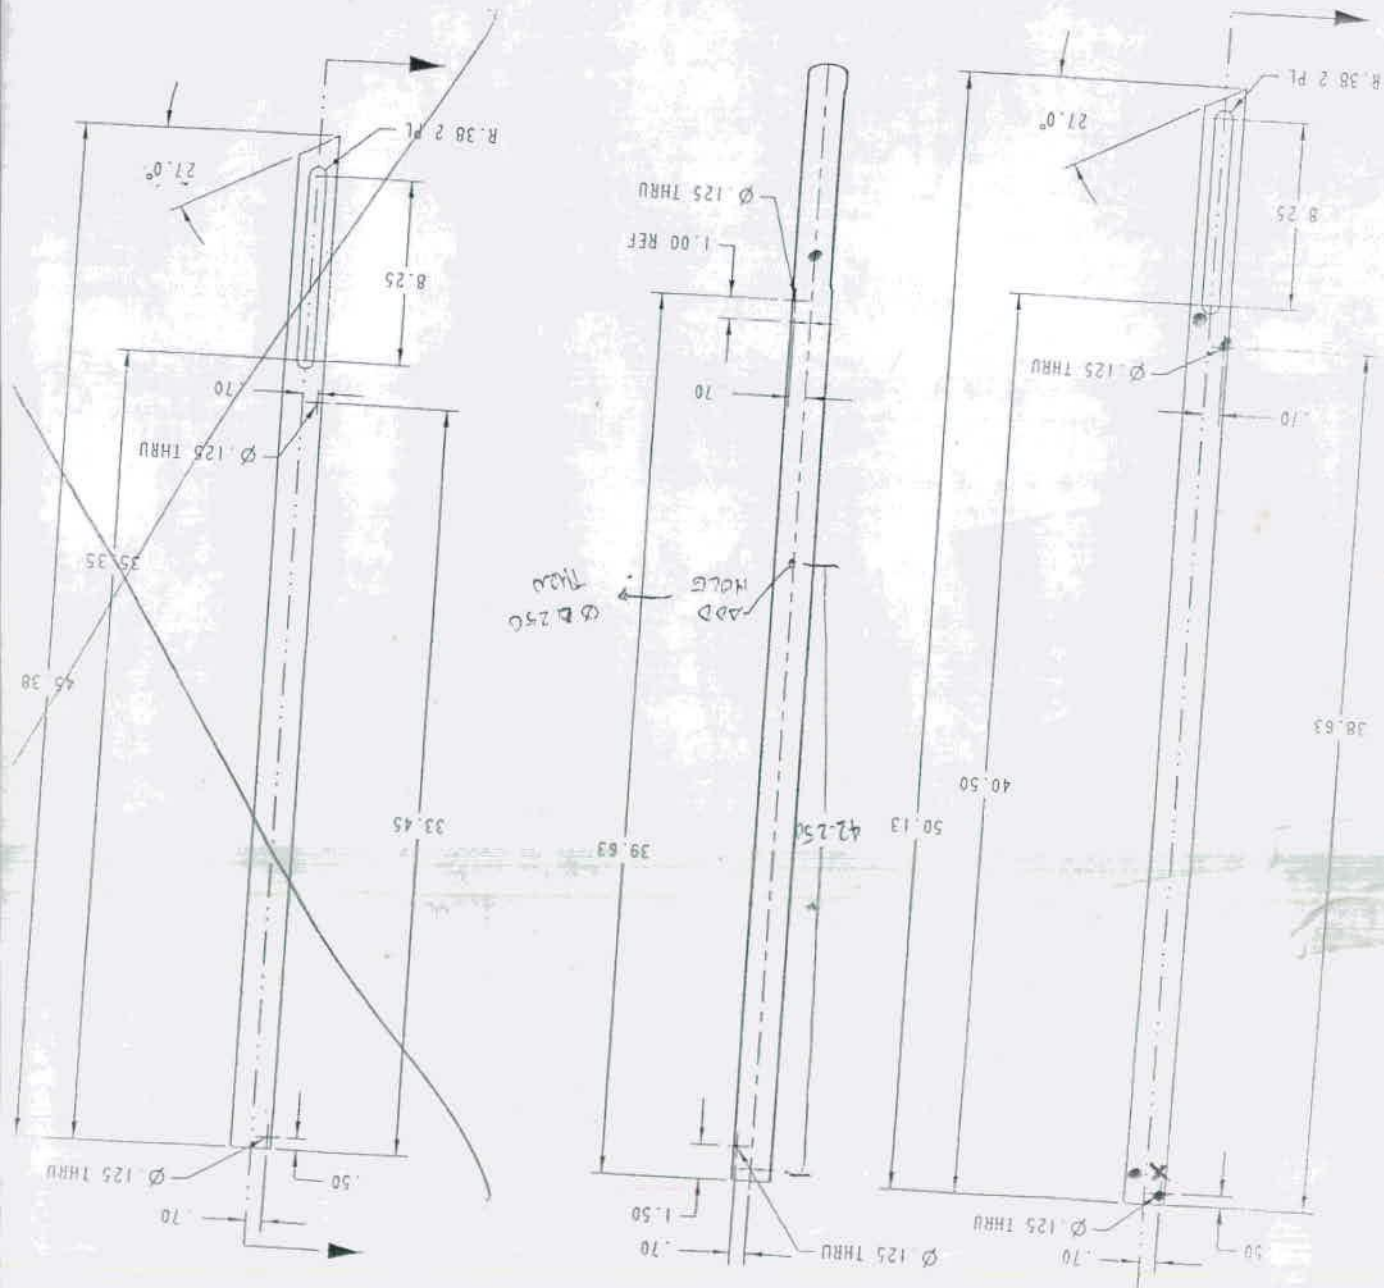 .50
.70
Ø.125 THRU
38.63
50.13
40.50
.70
Ø.125 THRU
8.25
27.0°
R.38 2 PL
Ø.125 THRU
.70
1.50
39.63
42.250
ADD
HOLE
Ø .250
THRU
.70
1.00 REF
Ø.125 THRU
.70
.50
Ø.125 THRU
33.45
45.38
35.35
Ø.125 THRU
.70
8.25
27.0°
R.38 2 PL